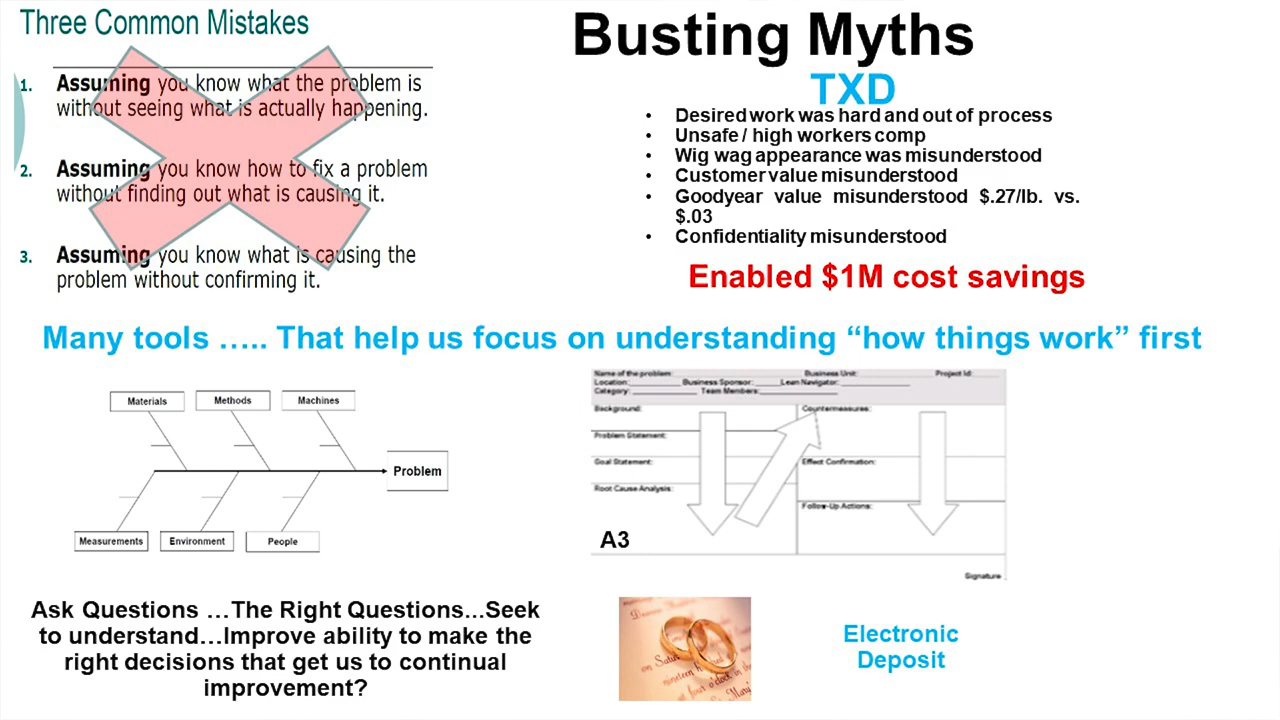 Three Common Mistakes
1. Assuming you know what the problem is
without seeing what is actually happening.
2. Assuming you know how to fix a problem
without finding out what is causing it.
3. Assuming you know what is causing the
problem without confirming it.
Busting Myths
TXD
• Desired work was hard and out of process
• Unsafe / high workers comp
• Wig wag appearance was misunderstood
• Customer value misunderstood
• Goodyear value misunderstood $.27/lb. vs.
$.03
• Confidentiality misunderstood
Enabled $1M cost savings
Many tools ….. That help us focus on understanding “how things work” first
Materials
Methods
Machines
Problem
Measurements
Environment
People
Name of the problem: Business Unit: Project Id:
Location: Business Sponsor: Lean Navigator:
Category: Team Members:
Background:
Problem Statement:
Goal Statement:
Root Cause Analysis:
A3
Countermeasures:
Effect Confirmation:
Follow-Up Actions:
Signature
Ask Questions …The Right Questions...Seek
to understand…Improve ability to make the
right decisions that get us to continual
improvement?
on Satu
nineteen h
four o'clock in the
Electronic
Deposit